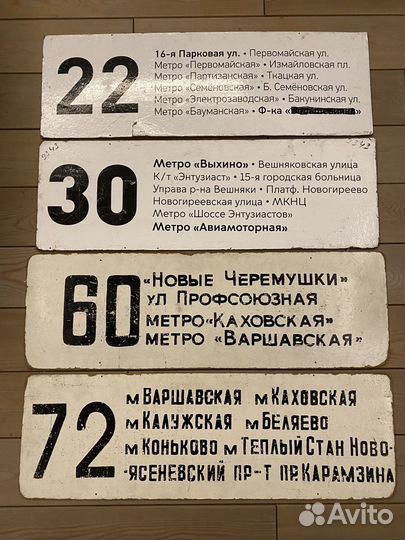 22
16-я Парковая ул. • Первомайская ул.
Метро «Первомайская» • Измайловская пл.
Метро «Партизанская» • Ткацкая ул.
Метро «Семёновская» • Б. Семёновская ул.
Метро «Электрозаводская» • Бакунинская ул.
Метро «Бауманская» • Ф-ка «
30
Метро «Выхино» • Вешняковская улица
К/т "Энтузиаст" • 15-я городская больница
Управа р-на Вешняки • Платф. Новогиреево
Новогиреевская улица • МКНЦ
Метро «Шоссе Энтузиастов»
Метро «Авиамоторная»
60
«Новые Черемушки»
ул Профсоюзная
метро «Каховская»
метро «Варшавская»
72
м Варшавская м Каховская
м Калужская м Беляево
м Коньково м Теплый Стан Ново-
-ясеневский пр-т пр Карамзина
Avito